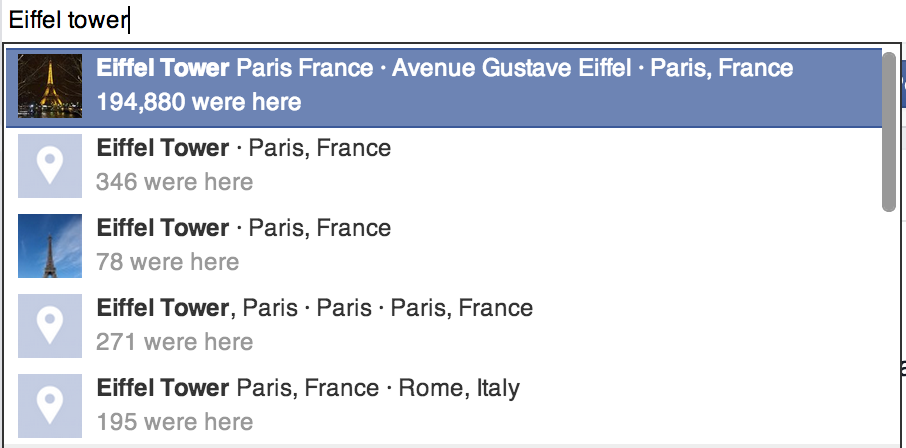 Eiffel tower
Eiffel Tower Paris France · Avenue Gustave Eiffel · Paris, France
194,880 were here
Eiffel Tower · Paris, France
346 were here
Eiffel Tower · Paris, France
78 were here
Eiffel Tower, Paris · Paris · Paris, France
271 were here
Eiffel Tower Paris, France · Rome, Italy
195 were here